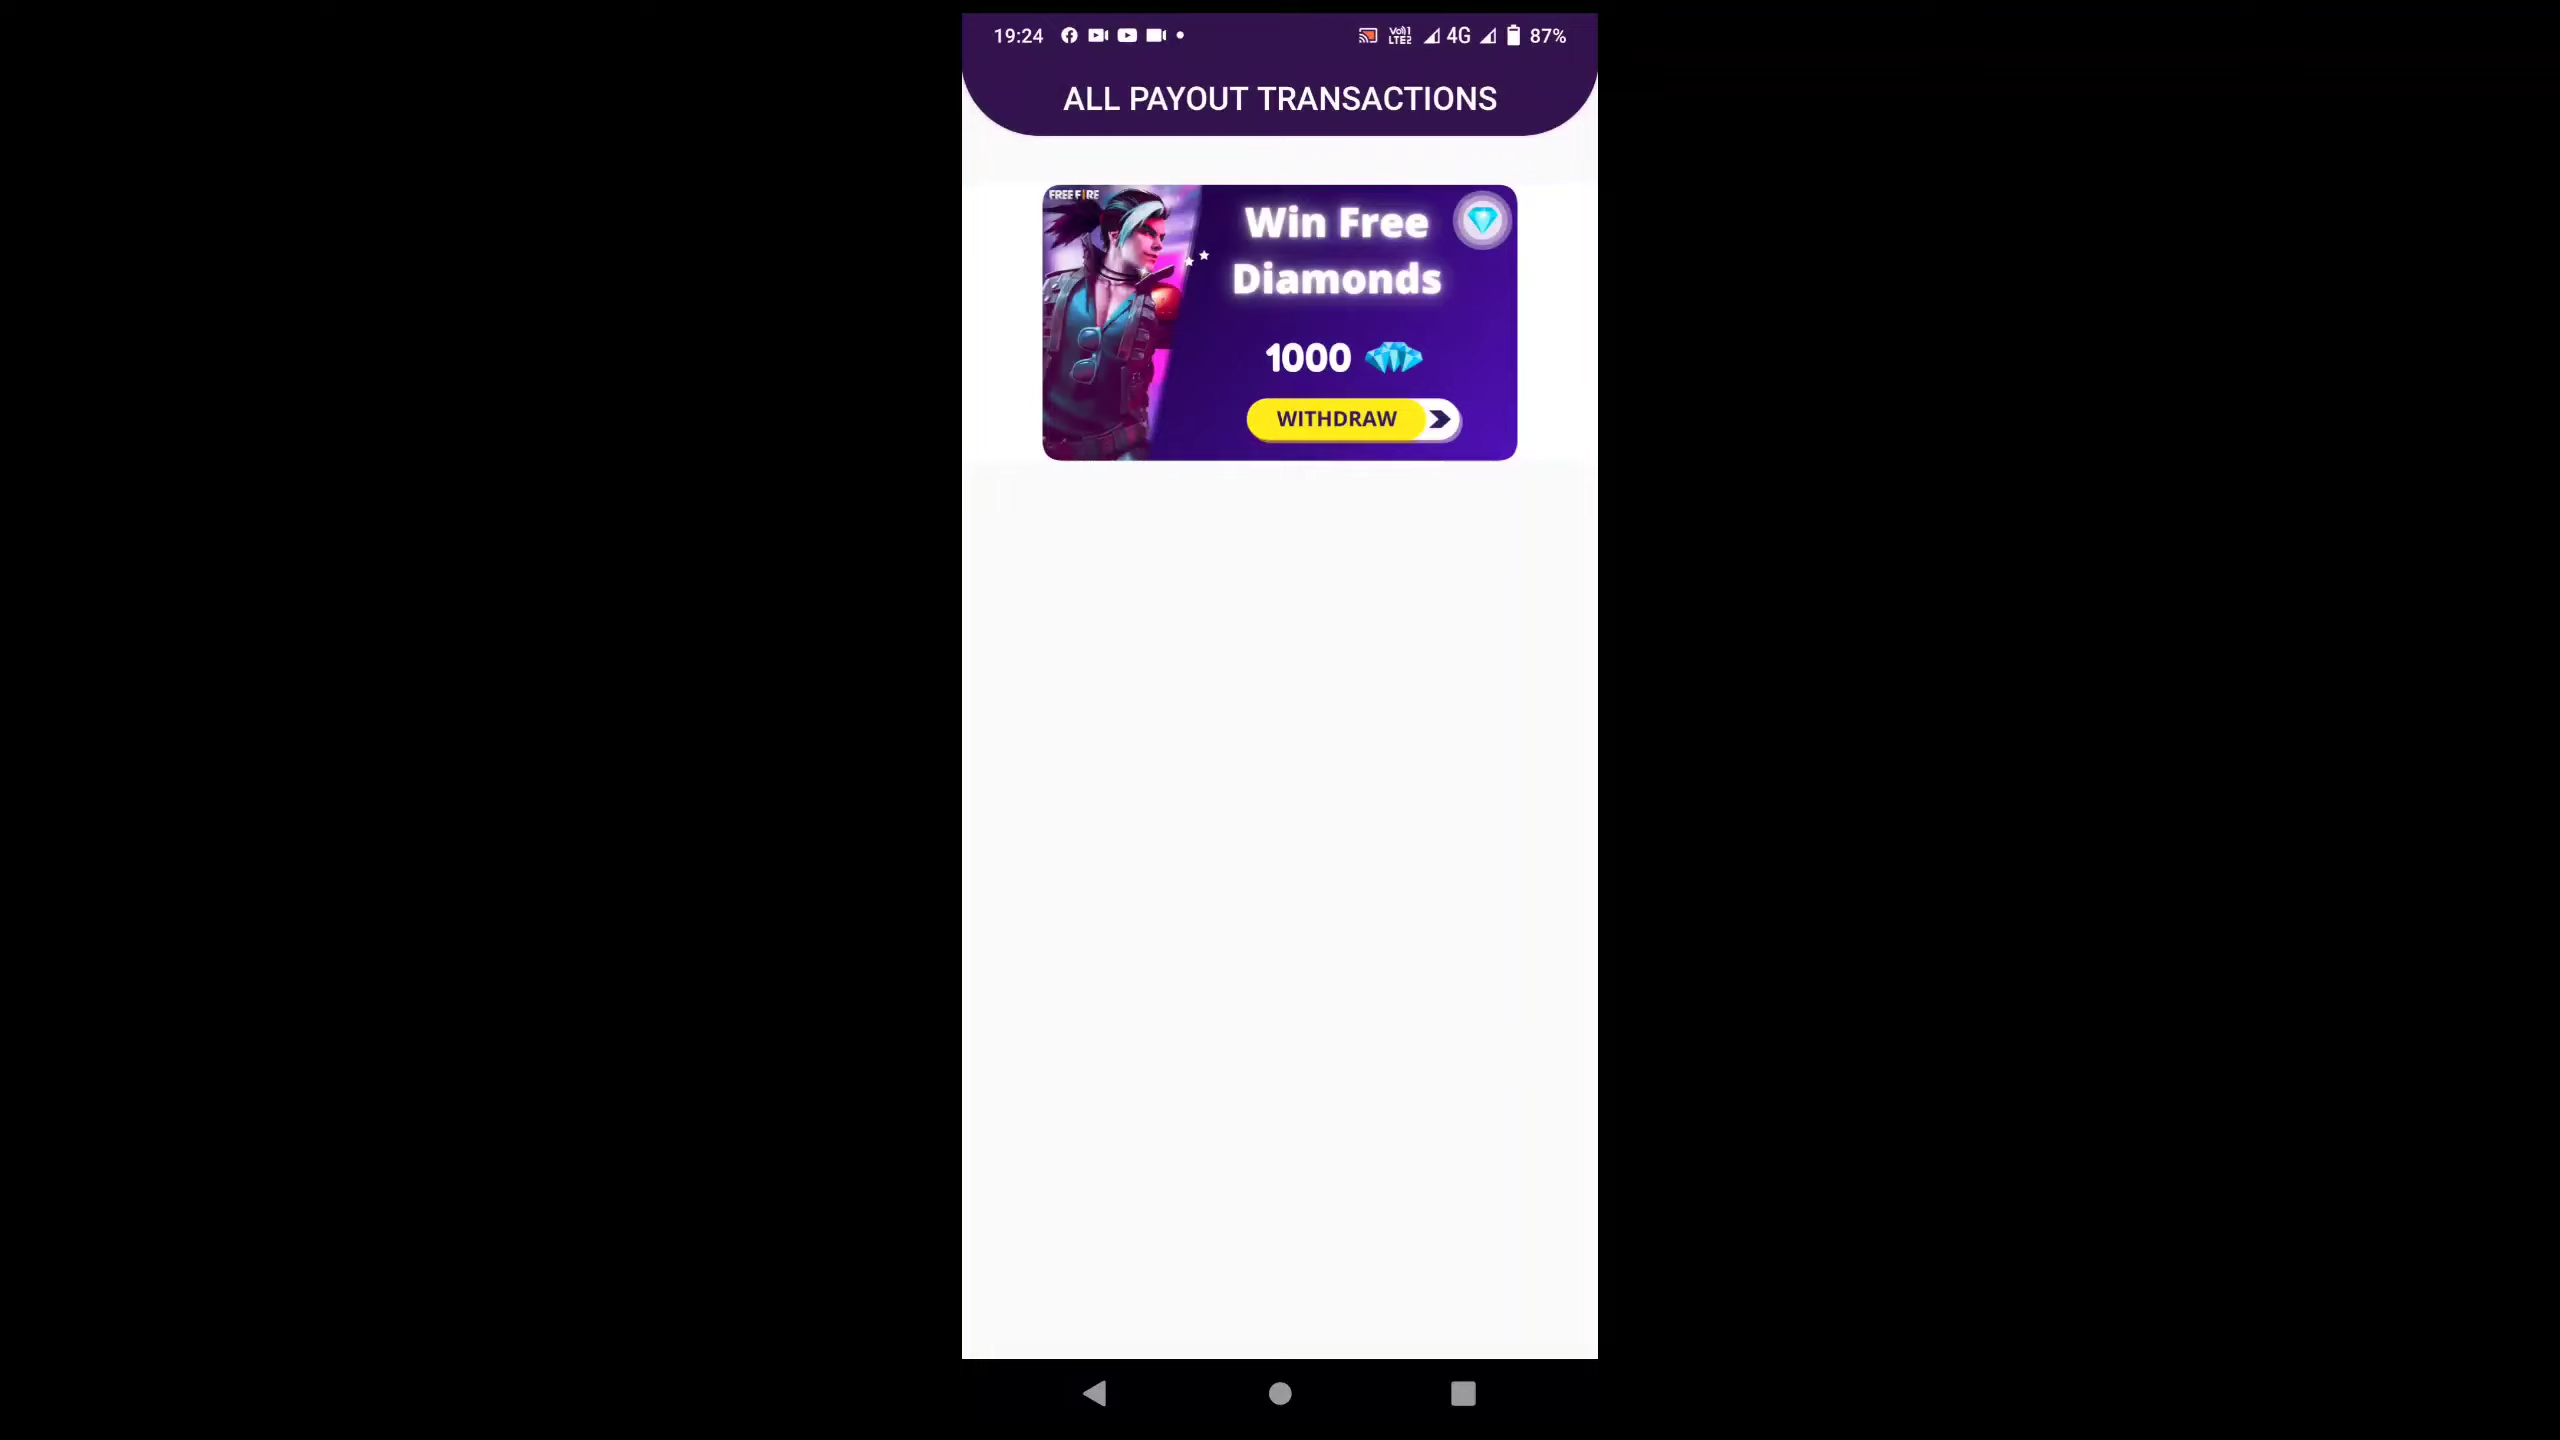 19:24 4G 87%
ALL PAYOUT TRANSACTIONS
FREE FIRE
Win Free
Diamonds
1000
WITHDRAW